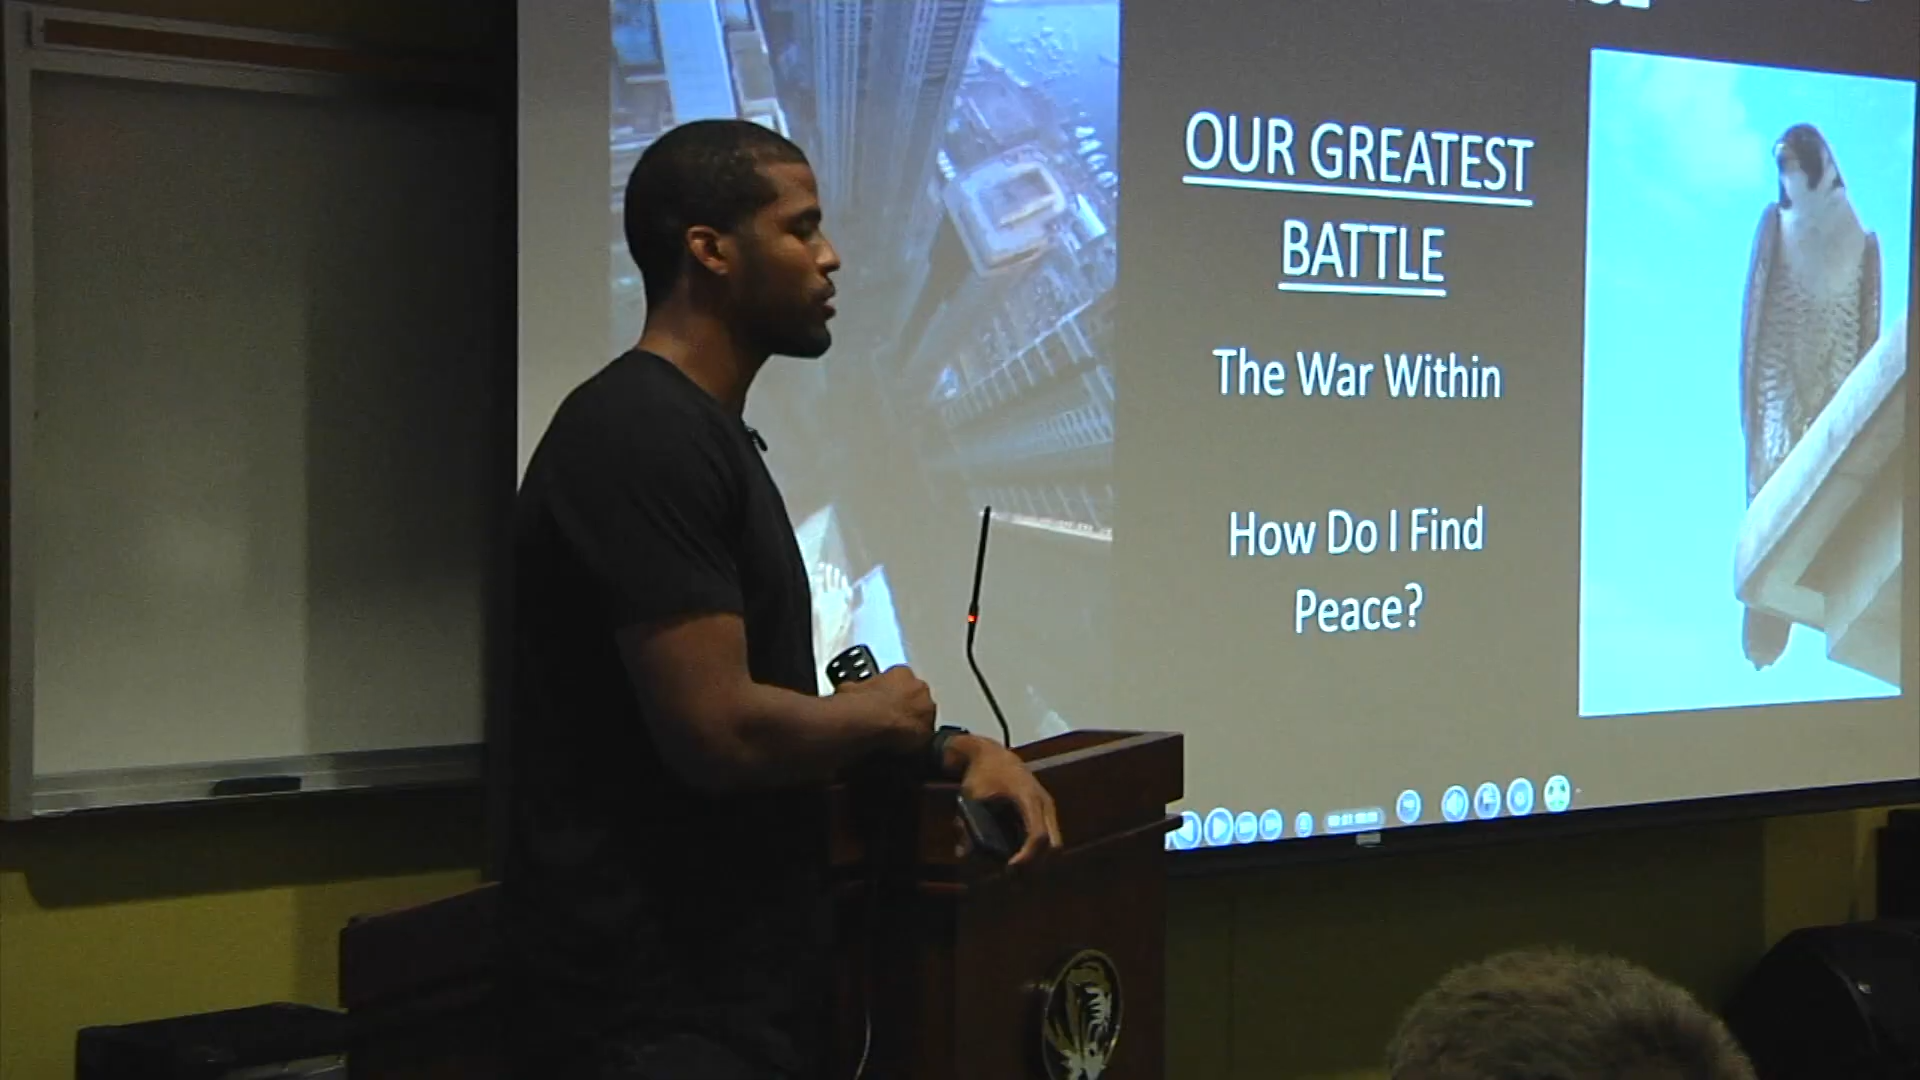 OUR GREATEST
BATTLE
The War Within
How Do I Find
Peace?